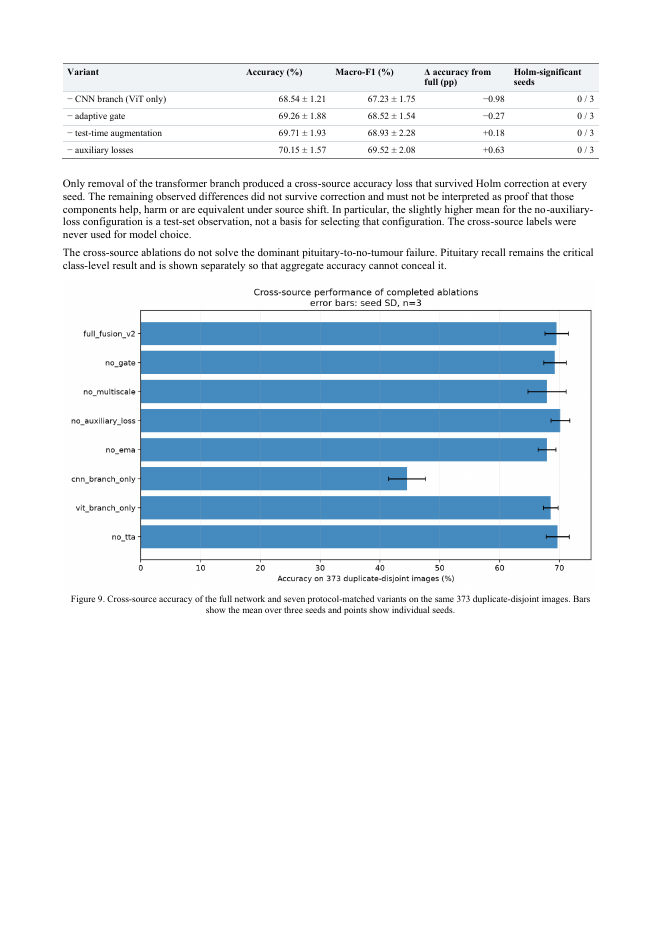 Variant Accuracy (%) Macro-F1 (%) Δ accuracy from full (pp) Holm-significant seeds
− CNN branch (ViT only) 68.54 ± 1.21 67.23 ± 1.75 −0.98 0 / 3
− adaptive gate 69.26 ± 1.88 68.52 ± 1.54 −0.27 0 / 3
− test-time augmentation 69.71 ± 1.93 68.93 ± 2.28 +0.18 0 / 3
− auxiliary losses 70.15 ± 1.57 69.52 ± 2.08 +0.63 0 / 3
Only removal of the transformer branch produced a cross-source accuracy loss that survived Holm correction at every
seed. The remaining observed differences did not survive correction and must not be interpreted as proof that those
components help, harm or are equivalent under source shift. In particular, the slightly higher mean for the no-auxiliary-
loss configuration is a test-set observation, not a basis for selecting that configuration. The cross-source labels were
never used for model choice.
The cross-source ablations do not solve the dominant pituitary-to-no-tumour failure. Pituitary recall remains the critical
class-level result and is shown separately so that aggregate accuracy cannot conceal it.
Cross-source performance of completed ablations
error bars: seed SD, n=3
full_fusion_v2
no_gate
no_multiscale
no_auxiliary_loss
no_ema
cnn_branch_only
vit_branch_only
no_tta
0 10 20 30 40 50 60 70
Accuracy on 373 duplicate-disjoint images (%)
Figure 9. Cross-source accuracy of the full network and seven protocol-matched variants on the same 373 duplicate-disjoint images. Bars
show the mean over three seeds and points show individual seeds.